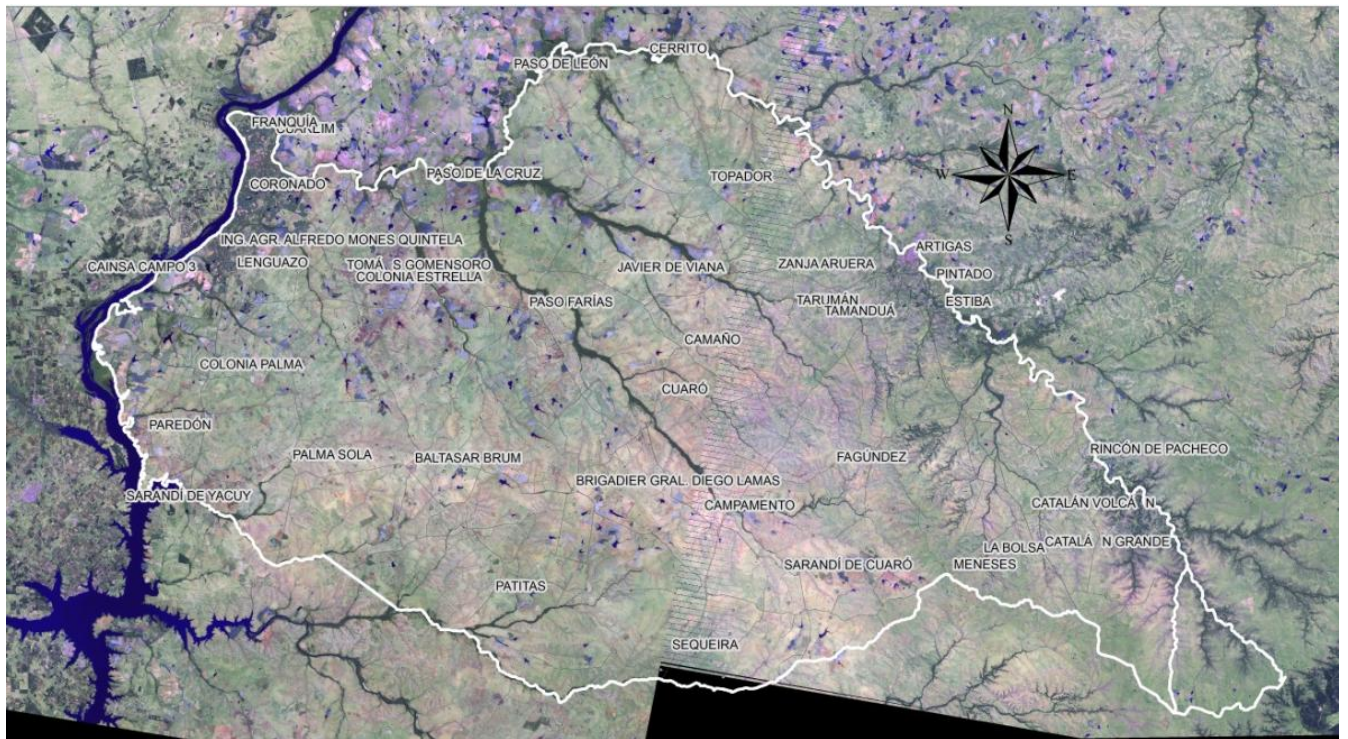 CERRITO
PASO DE LEÓN
N
FRANQUÍA
CUAREIM
PASO DE LA CRUZ
TOPADOR
W
E
CORONADO
S
ING. AGR. ALFREDO MONES QUINTELA
ARTIGAS
CAINSA CAMPO 3
LENGUAZO
TOMÁ S GOMENSORO
JAVIER DE VIANA
ZANJA ARUERA
COLONIA ESTRELLA
PINTADO
PASO FARÍAS
TARUMÁN
ESTIBA
TAMANDUÁ
CAMAÑO
COLONIA PALMA
CUARÓ
PAREDÓN
RINCÓN DE PACHECO
PALMA SOLA
BALTASAR BRUM
FAGÚNDEZ
BRIGADIER GRAL. DIEGO LAMAS
SARANDÍ DE YACUY
CAMPAMENTO
CATALÁN VOLCÁ N
CATALÁ N GRANDE
LA BOLSA
SARANDÍ DE CUARÓ
MENESES
PATITAS
SEQUEIRA